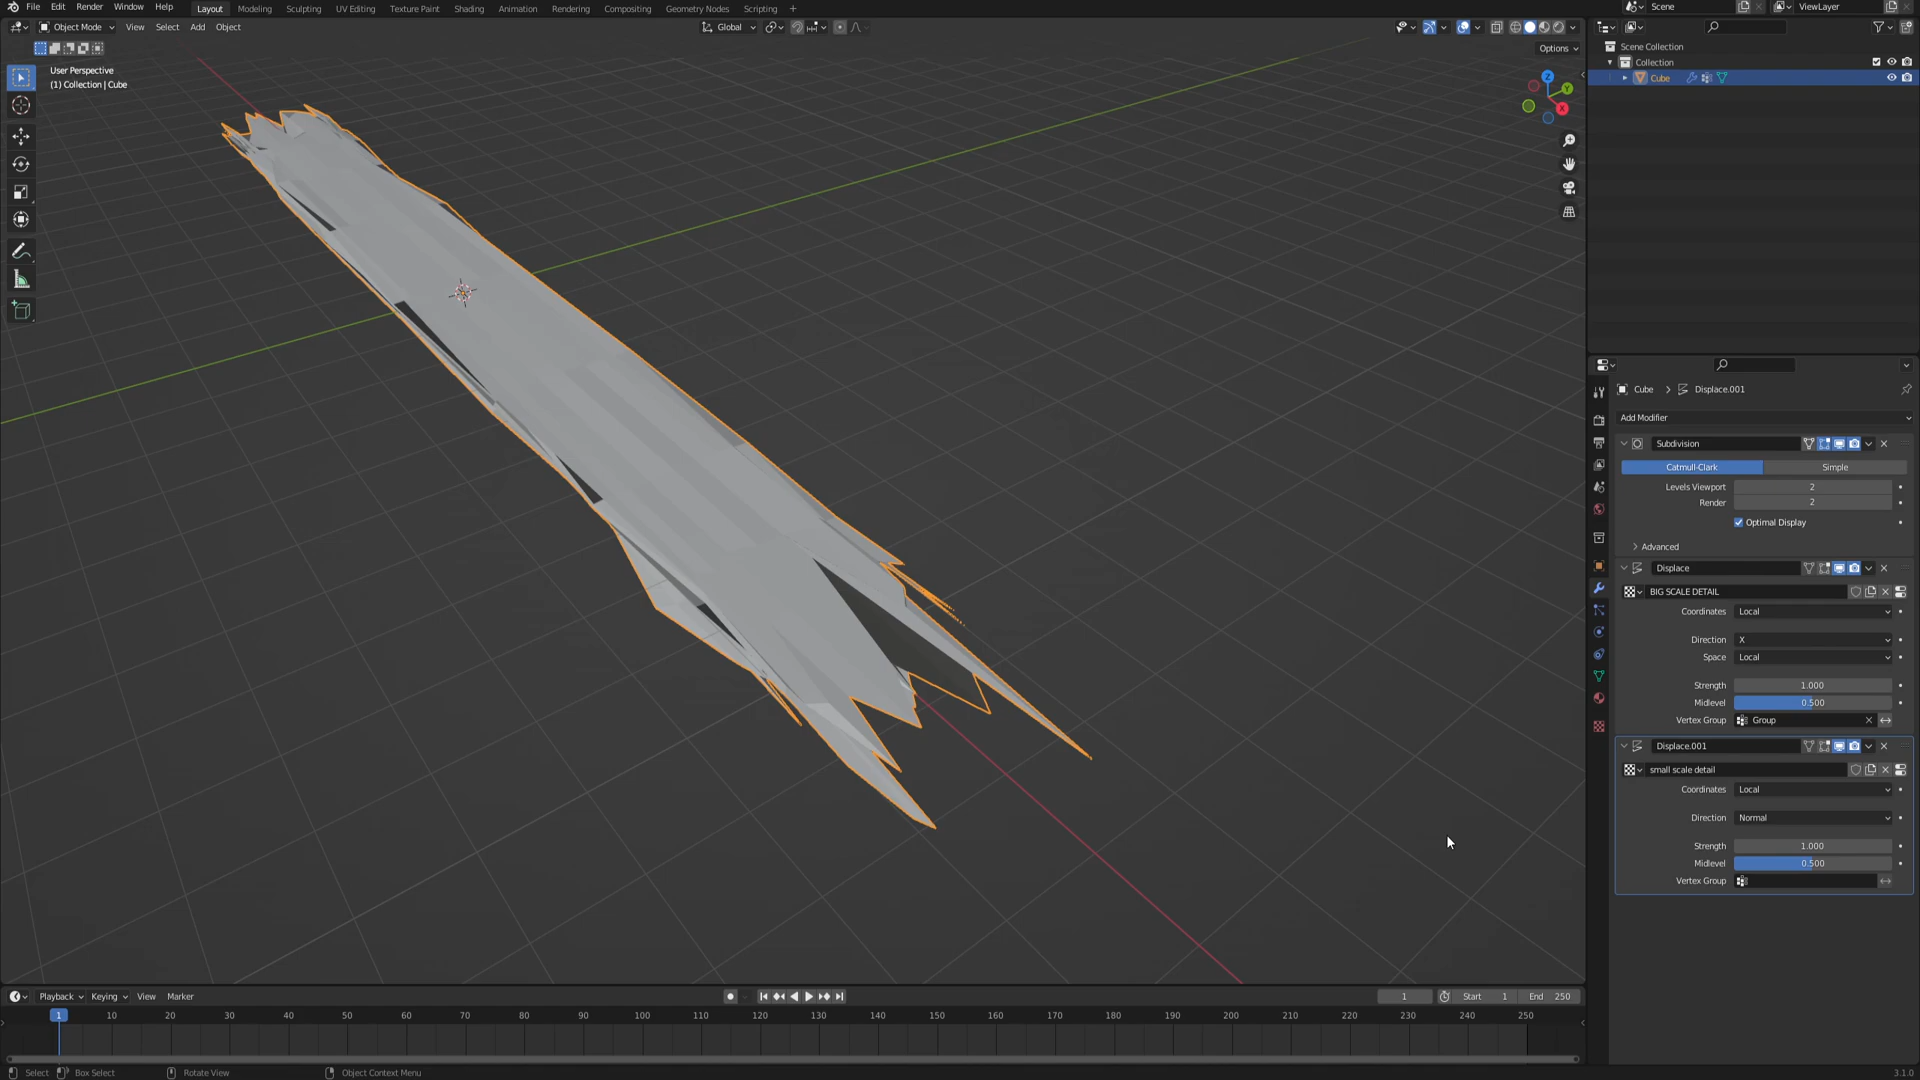 File Edit Render Window Help Layout Modeling Sculpting UV Editing Texture Paint Shading Animation Rendering Compositing Geometry Nodes Scripting +
Scene ViewLayer
Object Mode View Select Add Object Global
Options
User Perspective
(1) Collection | Cube
Z
Y
X
Scene Collection
Collection
Cube
Cube > Displace.001
Add Modifier
Subdivision
Catmull-Clark Simple
Levels Viewport 2
Render 2
Optimal Display
Advanced
Displace
BIG SCALE DETAIL
Coordinates Local
Direction X
Space Local
Strength 1.000
Midlevel 0.500
Vertex Group Group
Displace.001
small scale detail
Coordinates Local
Direction Normal
Strength 1.000
Midlevel 0.500
Vertex Group
Playback Keying View Marker 1 Start 1 End 250
1 10 20 30 40 50 60 70 80 90 100 110 120 130 140 150 160 170 180 190 200 210 220 230 240 250
Select Box Select Rotate View Object Context Menu 3.1.0